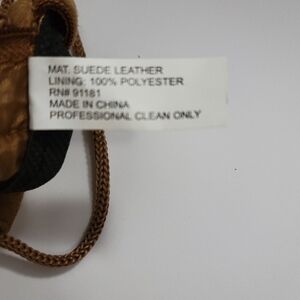 MAT. SUEDE LEATHER
LINING: 100% POLYESTER
RN# 91181
MADE IN CHINA
PROFESSIONAL CLEAN ONLY